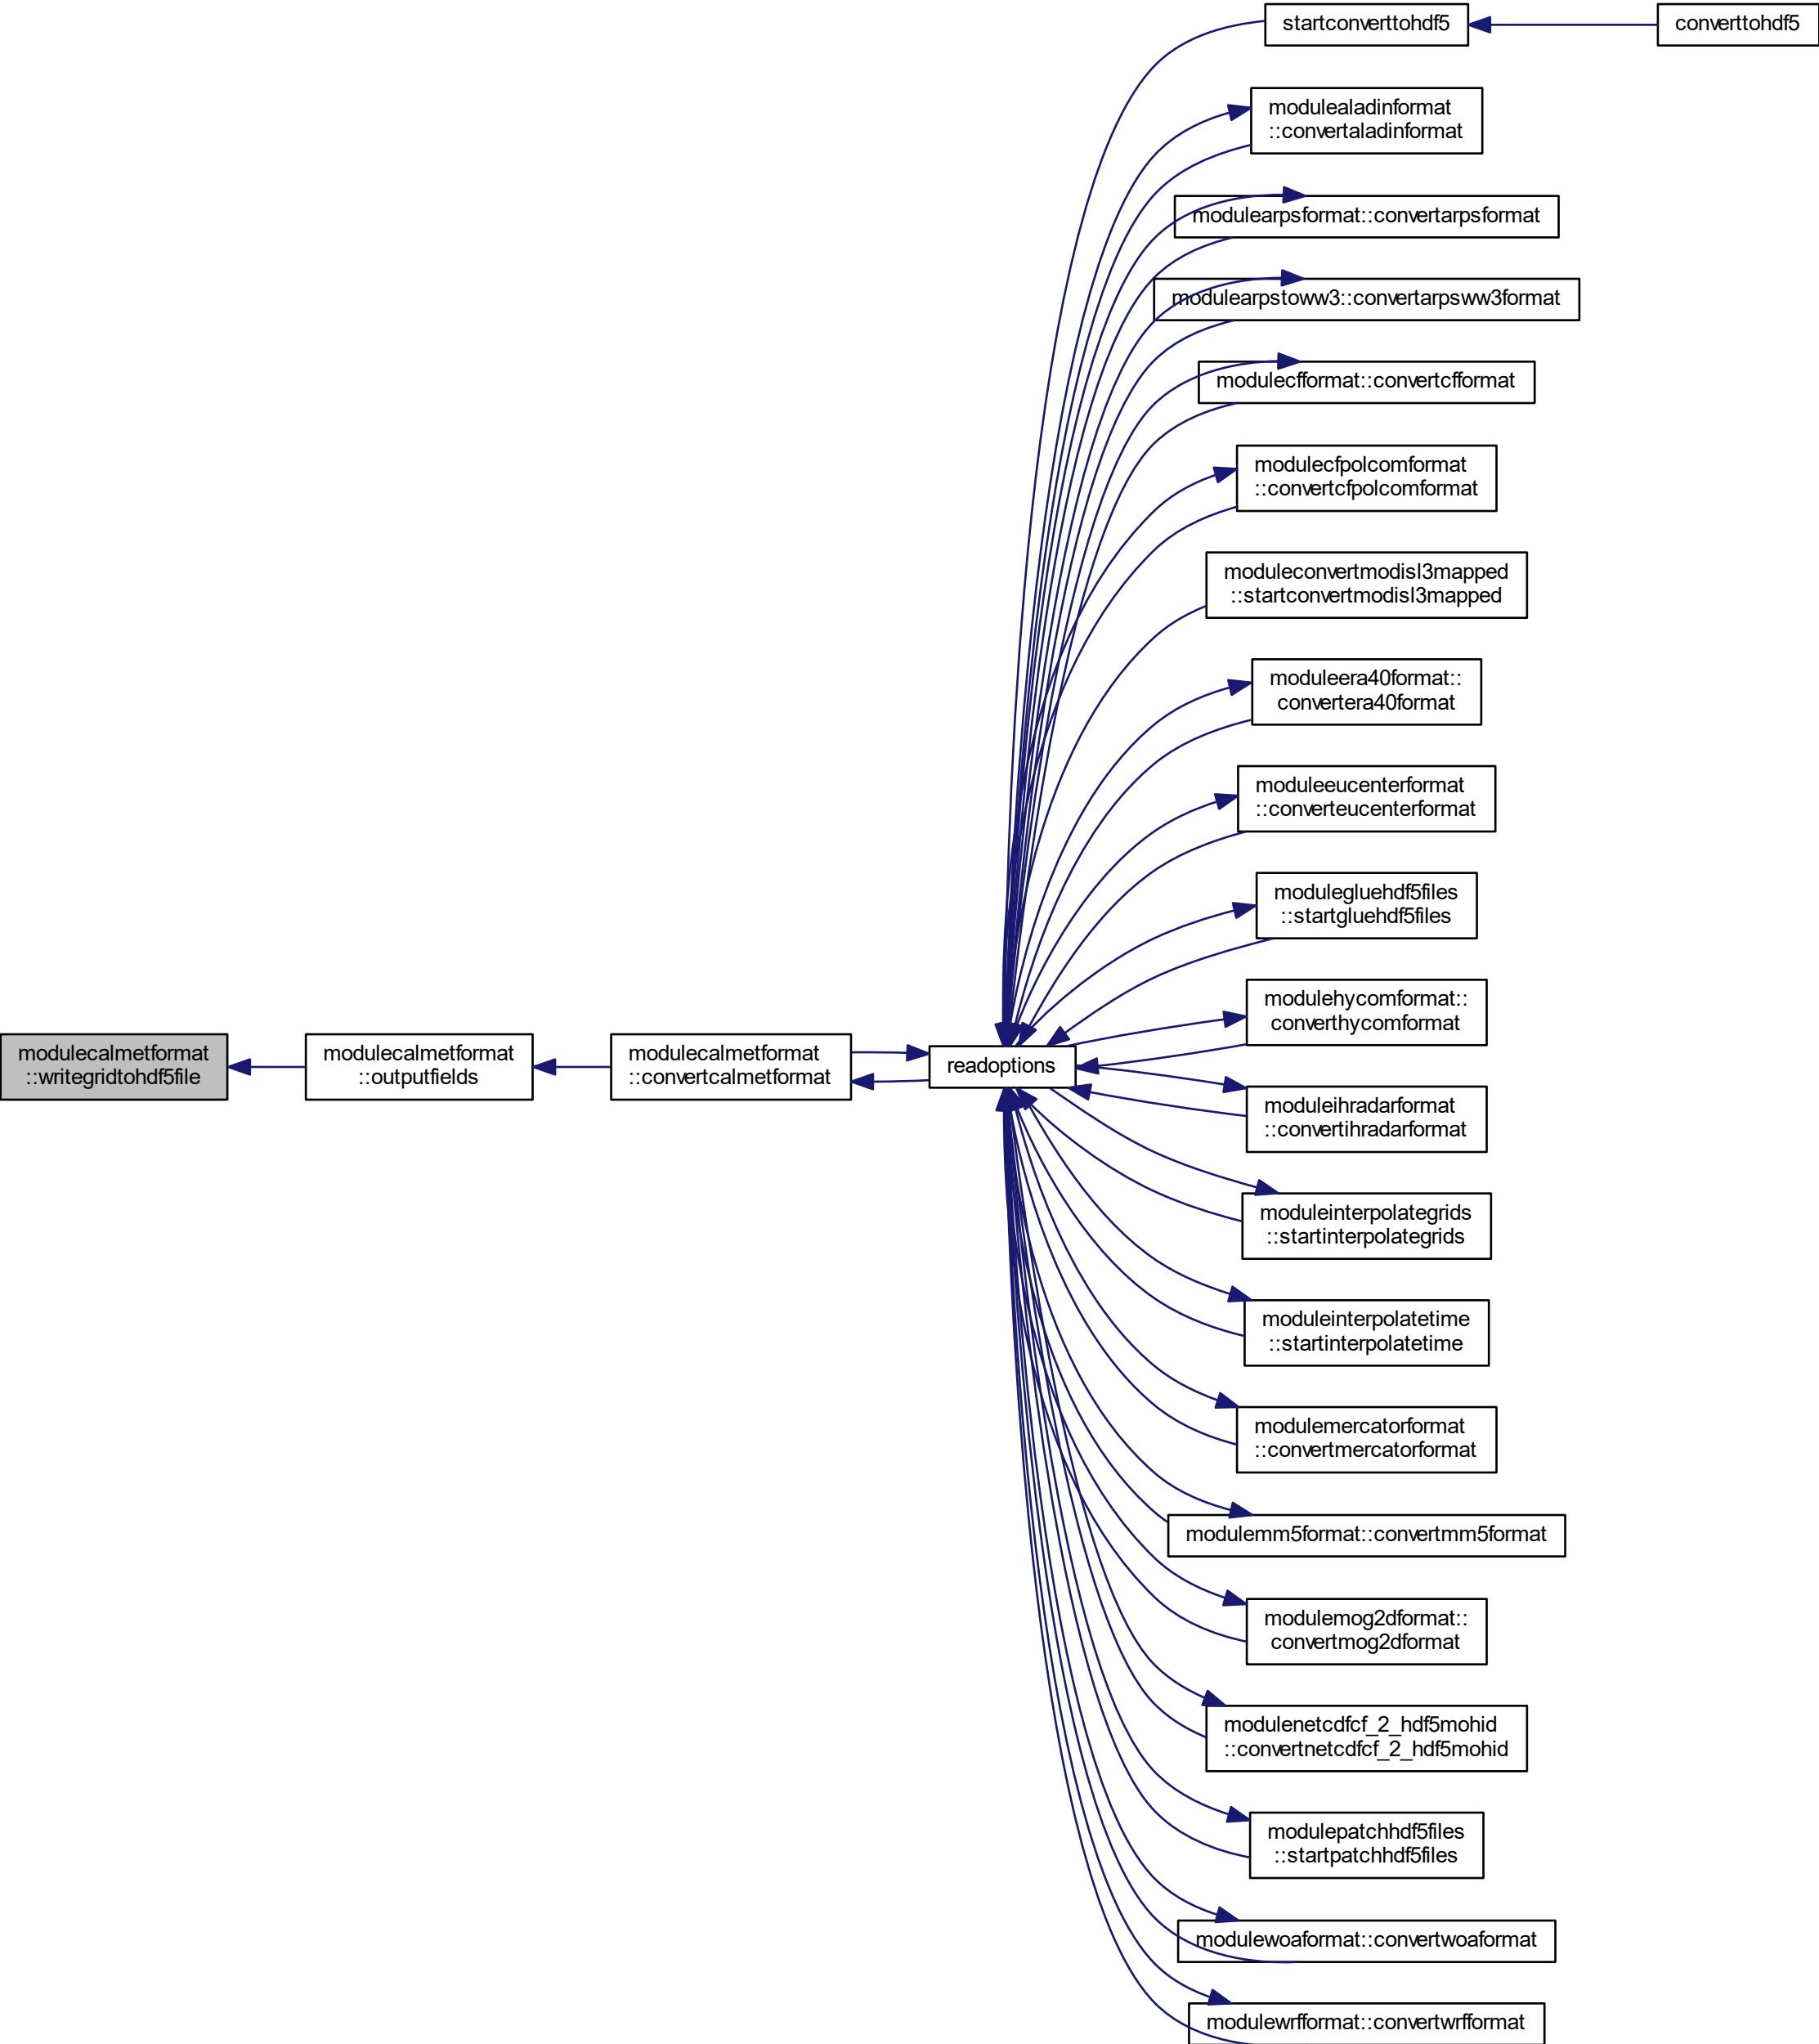 startconverttohdf5
converttohdf5
modulealadinformat
::convertaladinformat
modulearpsformat::convertarpsformat
modulearpstoww3::convertarpsww3format
modulecfformat::convertcfformat
modulecfpolcomformat
::convertcfpolcomformat
moduleconvertmodisl3mapped
::startconvertmodisl3mapped
moduleera40format::
convertera40format
moduleeucenterformat
::converteucenterformat
modulegluehdf5files
::startgluehdf5files
modulehycomformat::
converthycomformat
modulecalmetformat
::writegridtohdf5file
modulecalmetformat
::outputfields
modulecalmetformat
::convertcalmetformat
readoptions
moduleihradarformat
::convertihradarformat
moduleinterpolategrids
::startinterpolategrids
moduleinterpolatetime
::startinterpolatetime
modulemercatorformat
::convertmercatorformat
modulemm5format::convertmm5format
modulemog2dformat::
convertmog2dformat
modulenetcdfcf_2_hdf5mohid
::convertnetcdfcf_2_hdf5mohid
modulepatchhdf5files
::startpatchhdf5files
modulewoaformat::convertwoaformat
modulewrfformat::convertwrfformat